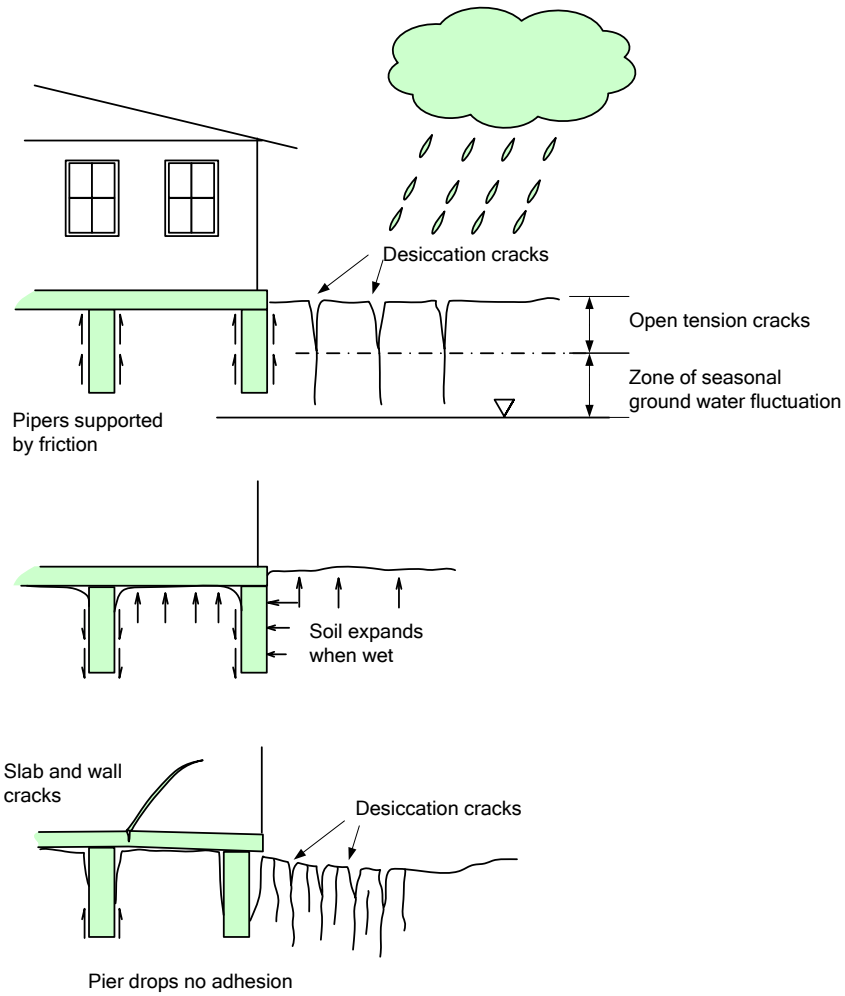 Desiccation cracks
Open tension cracks
Zone of seasonal
ground water fluctuation
Pipers supported
by friction
Soil expands
when wet
Slab and wall
cracks
Desiccation cracks
Pier drops no adhesion